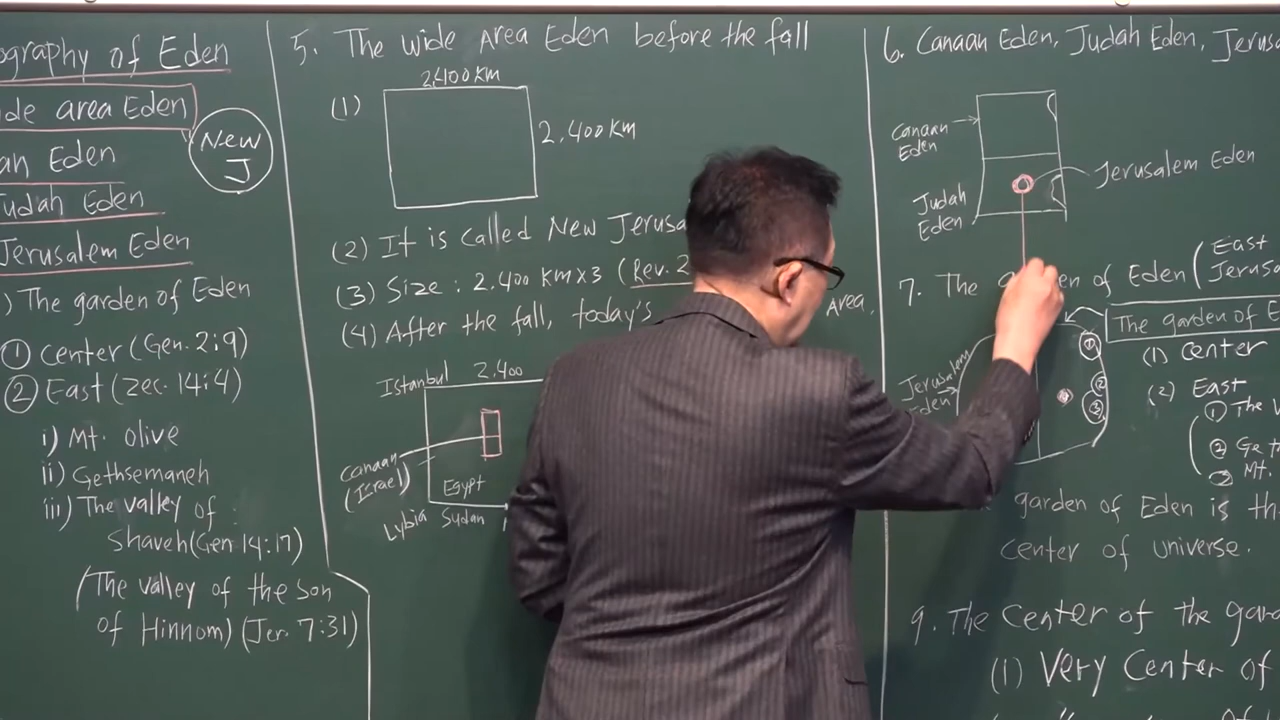 ography of Eden
ide area Eden
New
J
an Eden
Judah Eden
Jerusalem Eden
) The garden of Eden
① Center (Gen. 2:9)
② East (Zec. 14:4)
i) Mt. Olive
ii) Gethsemaneh
iii) The valley of
Shaveh (Gen. 14:17)
(The valley of the son
of Hinnom) (Jer. 7:31)
5. The Wide Area Eden before the fall
2,400 KM
(1)
2,400 KM
(2) It is called New Jerusa
(3) Size : 2.400 KM x 3 (Rev. 2
(4) After the fall, today's
Area,
Istanbul 2.400
Canaan
(Israel)
Egypt
Lybia Sudan
6. Canaan Eden, Judah Eden, Jerusa
Canaan
Eden
Jerusalem Eden
Judah
Eden
7. The garden of Eden (East
Jerusa
The garden of E
Jerusalem
Eden
①
②
③
(1) Center
(2) East
① The V
② Geth
③ Mt.
garden of Eden is th
center of universe.
9. The Center of the gard
(1) Very Center of